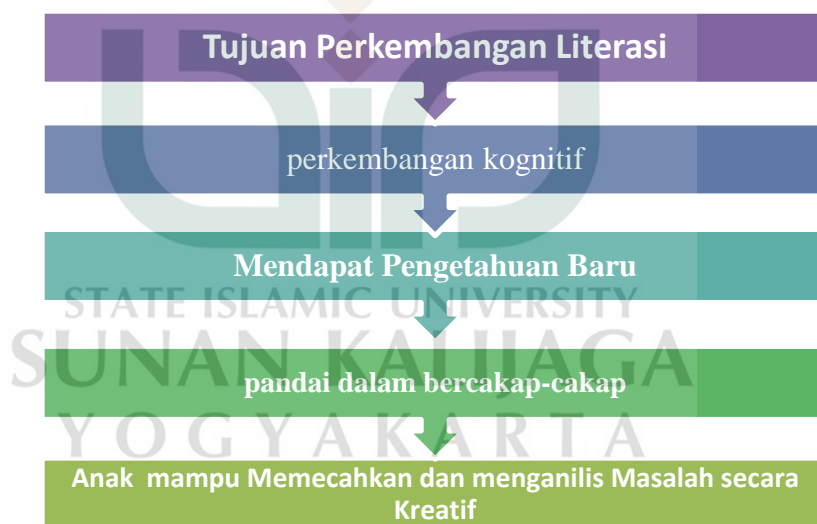 Tujuan Perkembangan Literasi
perkembangan kognitif
Mendapat Pengetahuan Baru
STATE ISLAMIC UNIVERSITY
SUNAN KALIJAGA
pandai dalam bercakap-cakap
YOGYAKARTA
Anak mampu Memecahkan dan menganilis Masalah secara
Kreatif